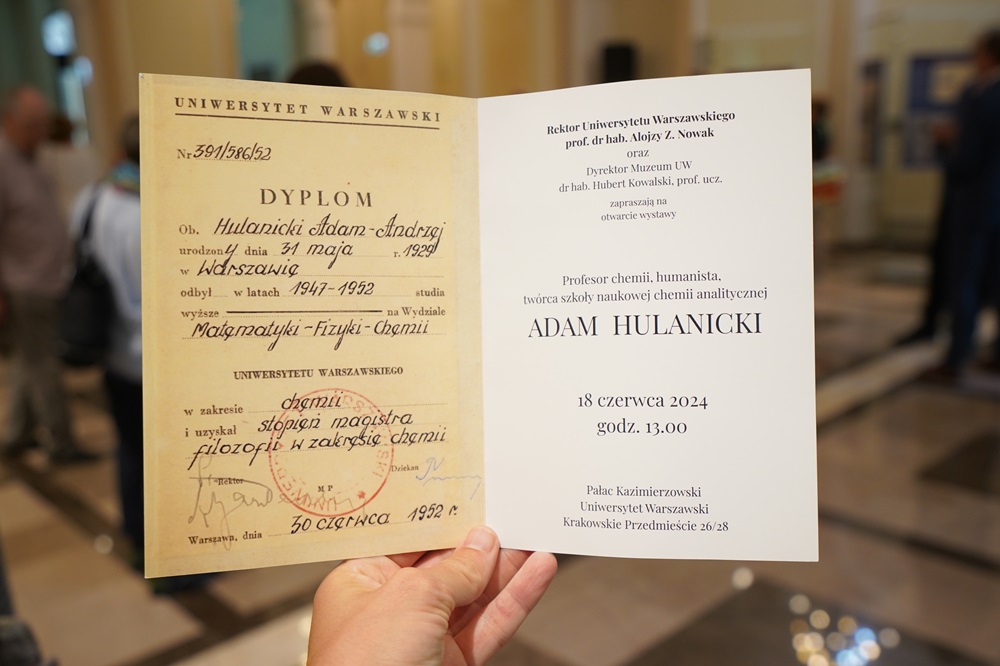 UNIWERSYTET WARSZAWSKI
Nr 391/586/52
DYPLOM
Ob. Hulanicki Adam-Andrzej
urodzony dnia 31 maja r. 1929
w Warszawie
odbył w latach 1947-1952 studia
wyższe na Wydziale
Matematyki-Fizyki-Chemii
UNIWERSYTETU WARSZAWSKIEGO
w zakresie chemii
i uzyskał stopień magistra
filozofii w zakresie chemii
Rektor Dziekan
M P
Warszawa, dnia 30 czerwca 1952 r.
Rektor Uniwersytetu Warszawskiego
prof. dr hab. Alojzy Z. Nowak
oraz
Dyrektor Muzeum UW
dr hab. Hubert Kowalski, prof. ucz.
zapraszają na
otwarcie wystawy
Profesor chemii, humanista,
twórca szkoły naukowej chemii analitycznej
ADAM HULANICKI
18 czerwca 2024
godz. 13.00
Pałac Kazimierzowski
Uniwersytet Warszawski
Krakowskie Przedmieście 26/28